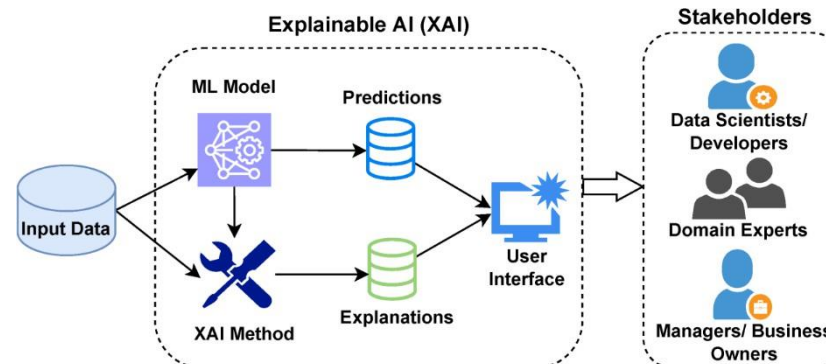 Explainable AI (XAI)
Stakeholders
ML Model
Predictions
Input Data
XAI Method
Explanations
User
Interface
Data Scientists/
Developers
Domain Experts
Managers/ Business
Owners